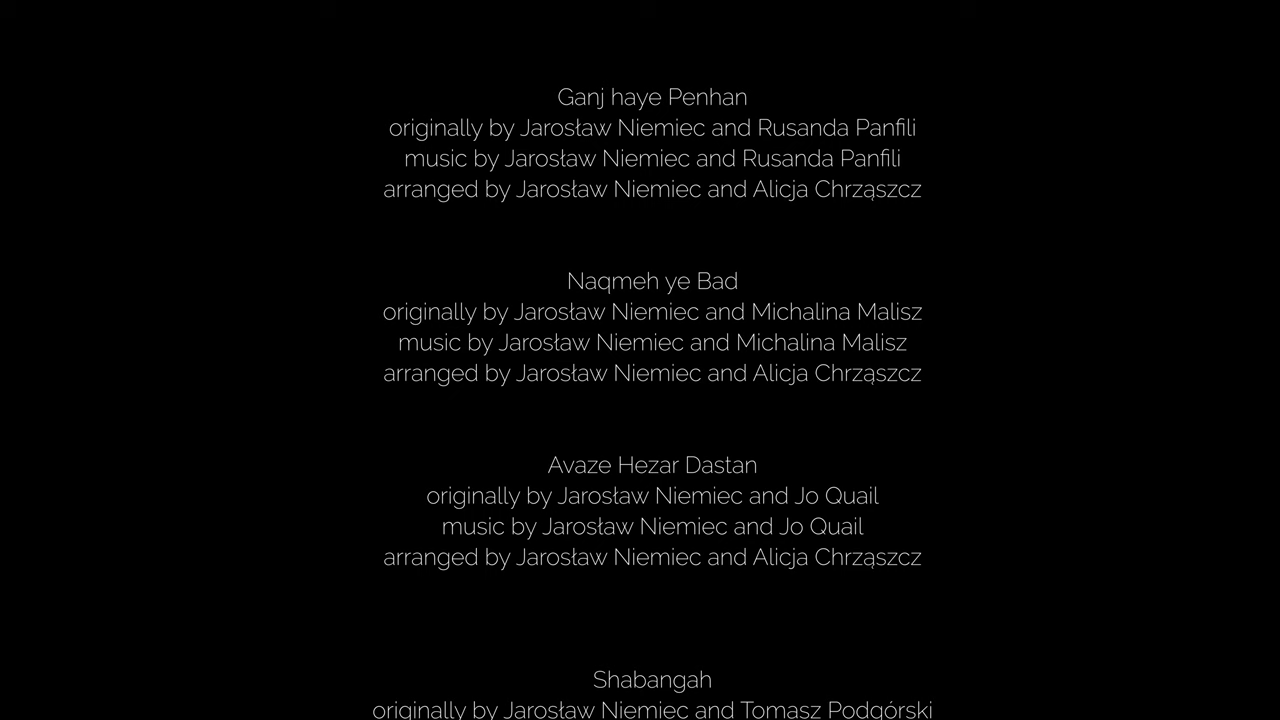 Ganj haye Penhan
originally by Jarosław Niemiec and Rusanda Panfili
music by Jarosław Niemiec and Rusanda Panfili
arranged by Jarosław Niemiec and Alicja Chrząszcz
Naqmeh ye Bad
originally by Jarosław Niemiec and Michalina Malisz
music by Jarosław Niemiec and Michalina Malisz
arranged by Jarosław Niemiec and Alicja Chrząszcz
Avaze Hezar Dastan
originally by Jarosław Niemiec and Jo Quail
music by Jarosław Niemiec and Jo Quail
arranged by Jarosław Niemiec and Alicja Chrząszcz
Shabangah
originally by Jarosław Niemiec and Tomasz Podgórski